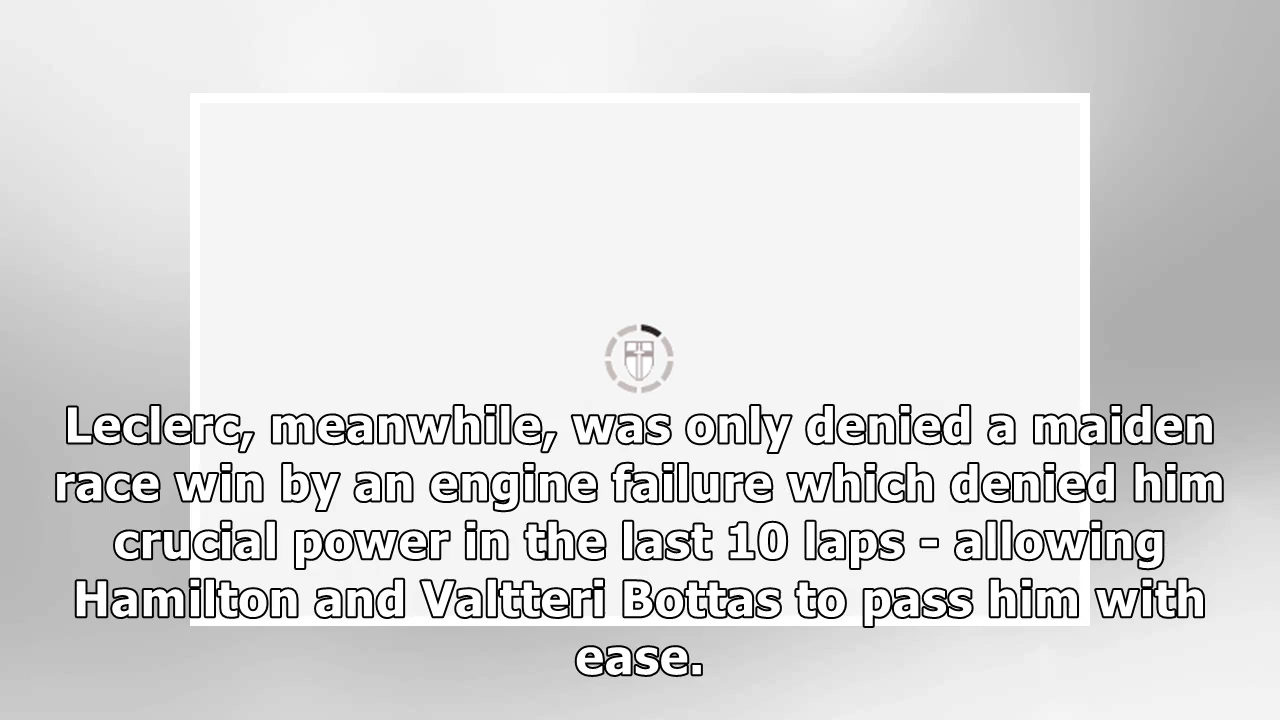 Leclerc, meanwhile, was only denied a maiden
race win by an engine failure which denied him
crucial power in the last 10 laps - allowing
Hamilton and Valtteri Bottas to pass him with
ease.